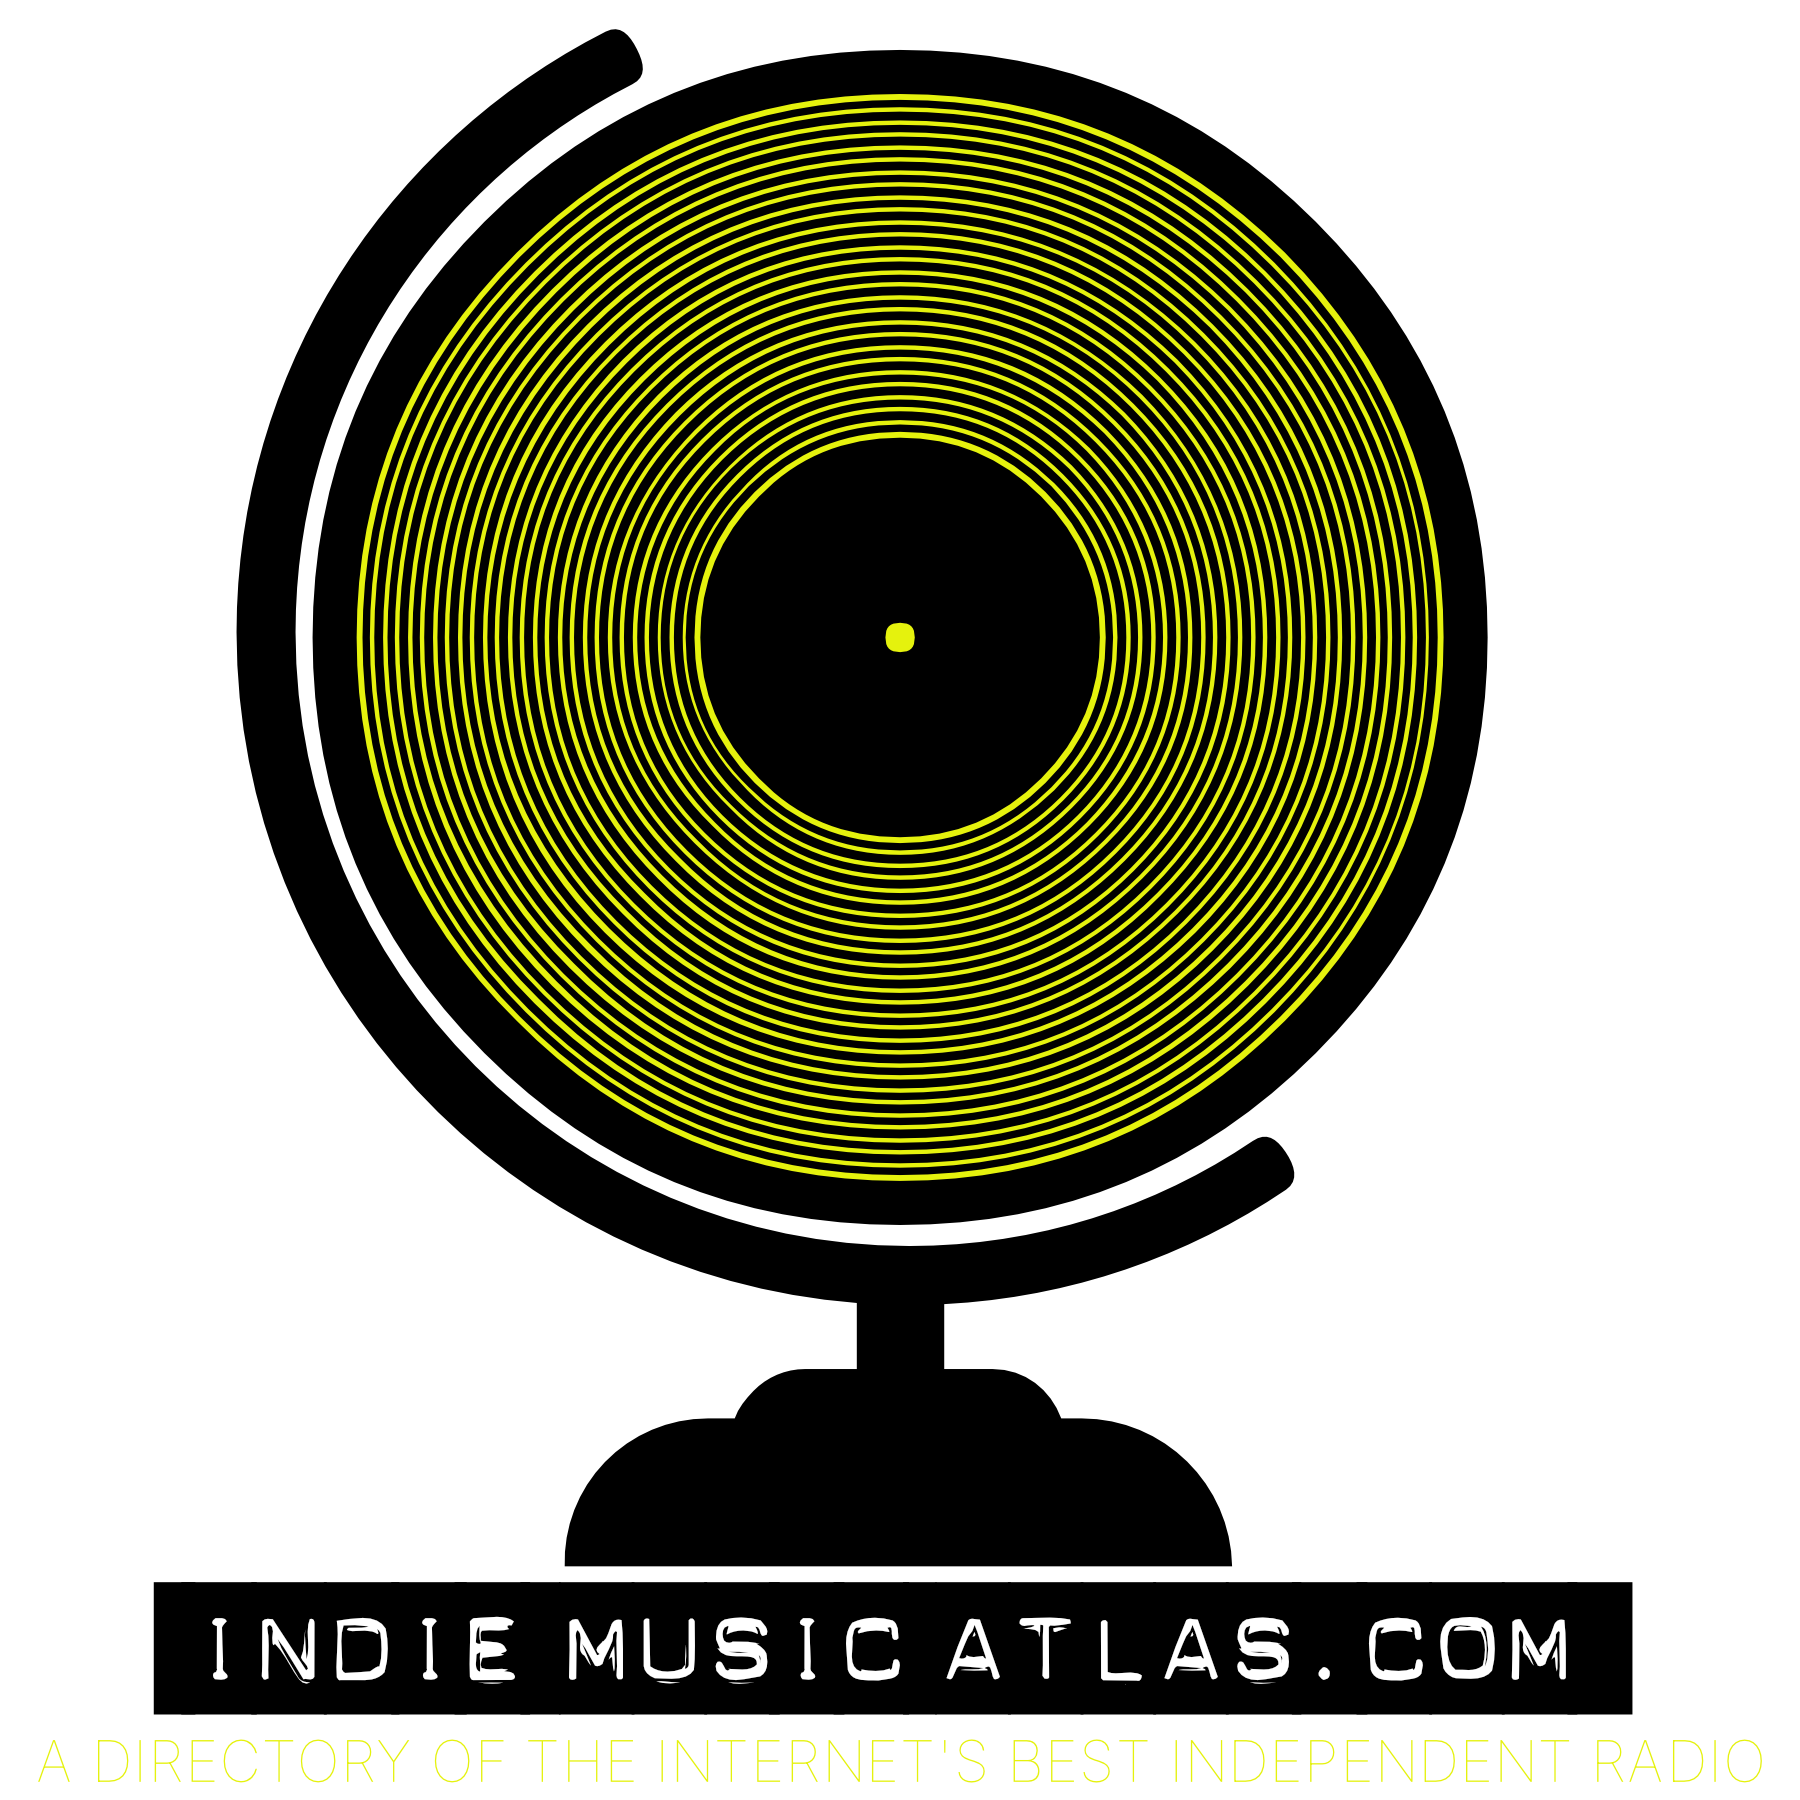 INDIE MUSIC ATLAS.COM
A DIRECTORY OF THE INTERNET'S BEST INDEPENDENT RADIO